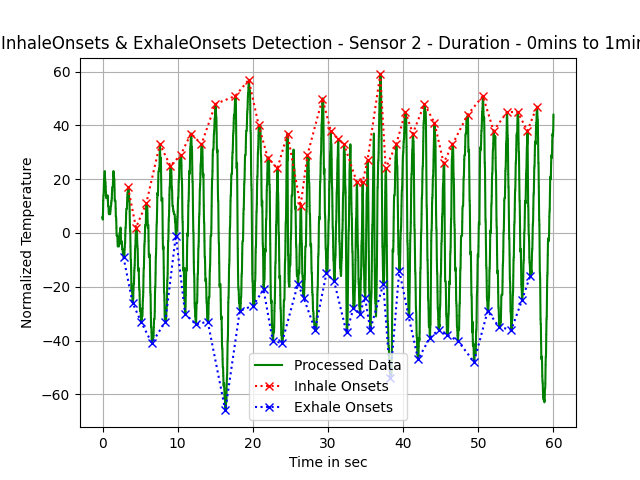 InhaleOnsets & ExhaleOnsets Detection - Sensor 2 - Duration - 0mins to 1mir
60
40
20
0
−20
−40
−60
Normalized Temperature
Processed Data
Inhale Onsets
Exhale Onsets
0 10 20 30 40 50 60
Time in sec